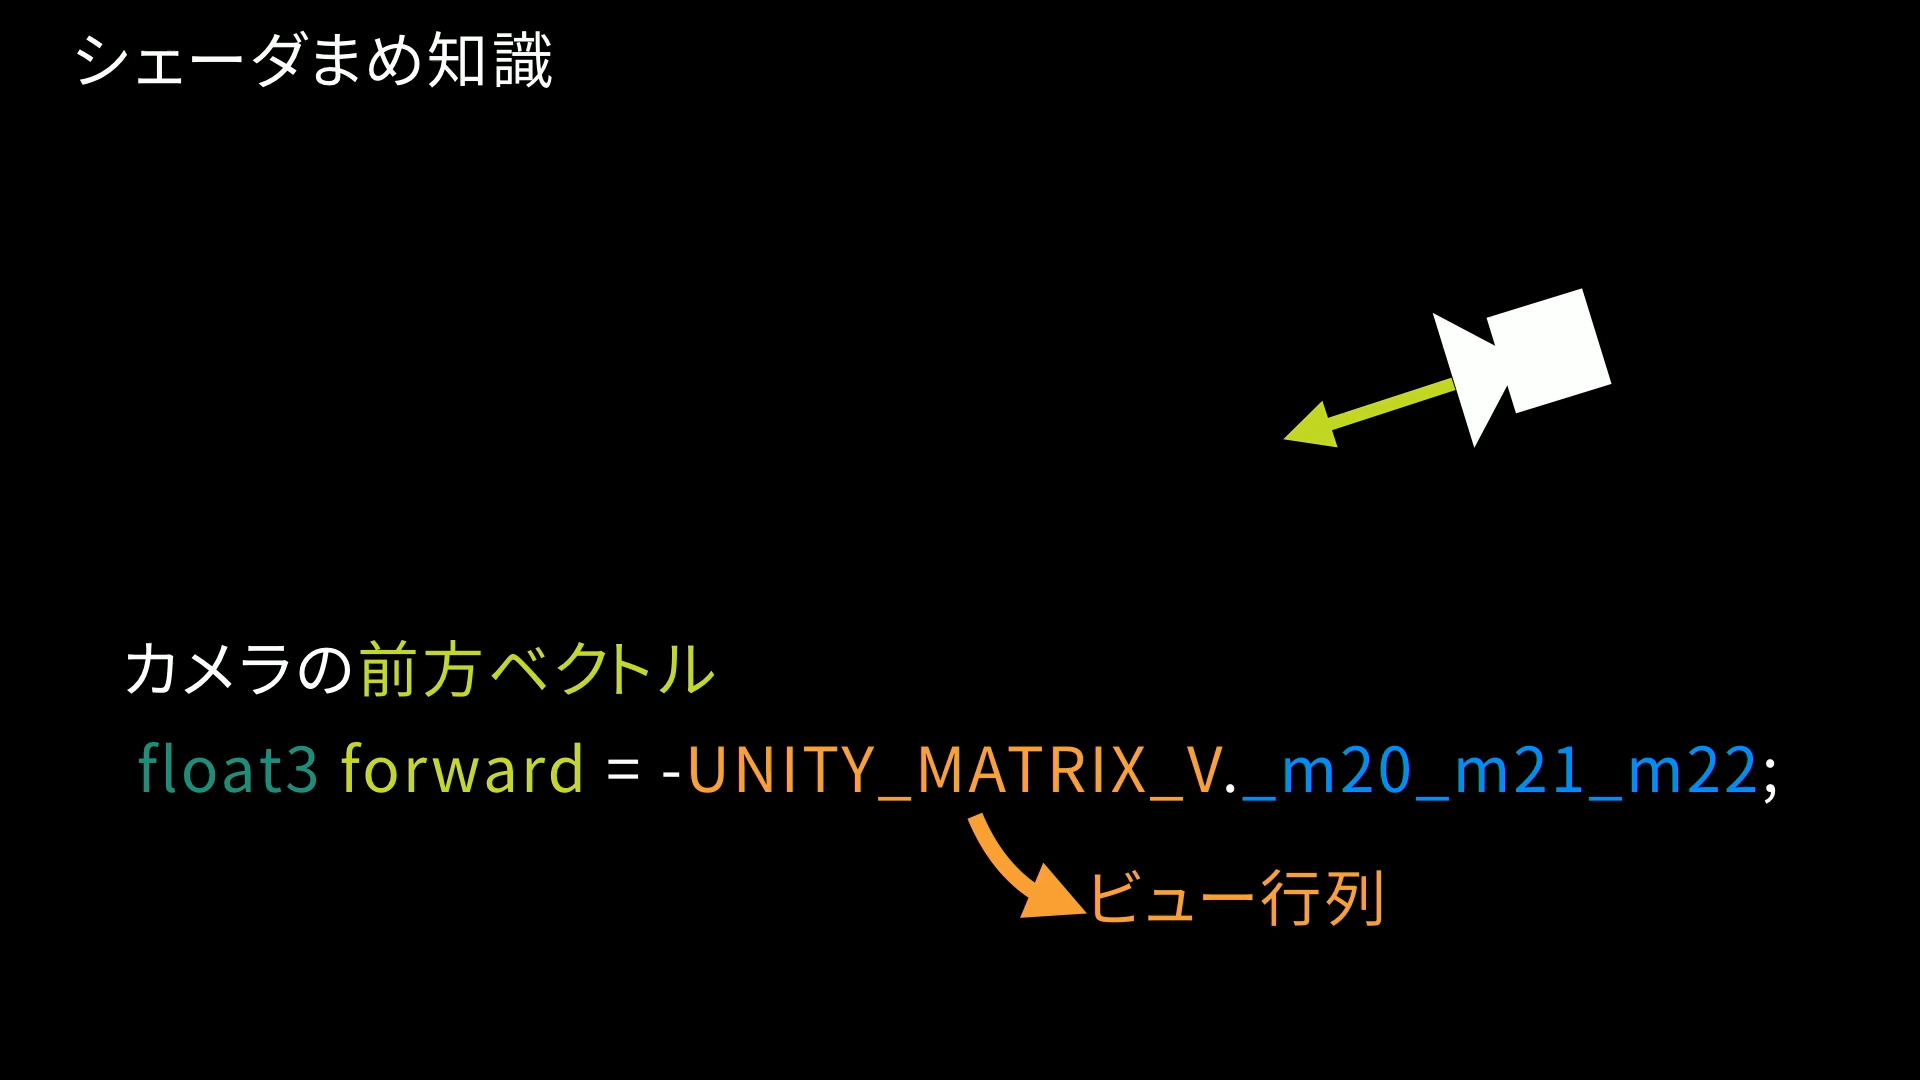 シェーダまめ知識
カメラの前方ベクトル
float3 forward = -UNITY_MATRIX_V._m20_m21_m22;
ビュー行列